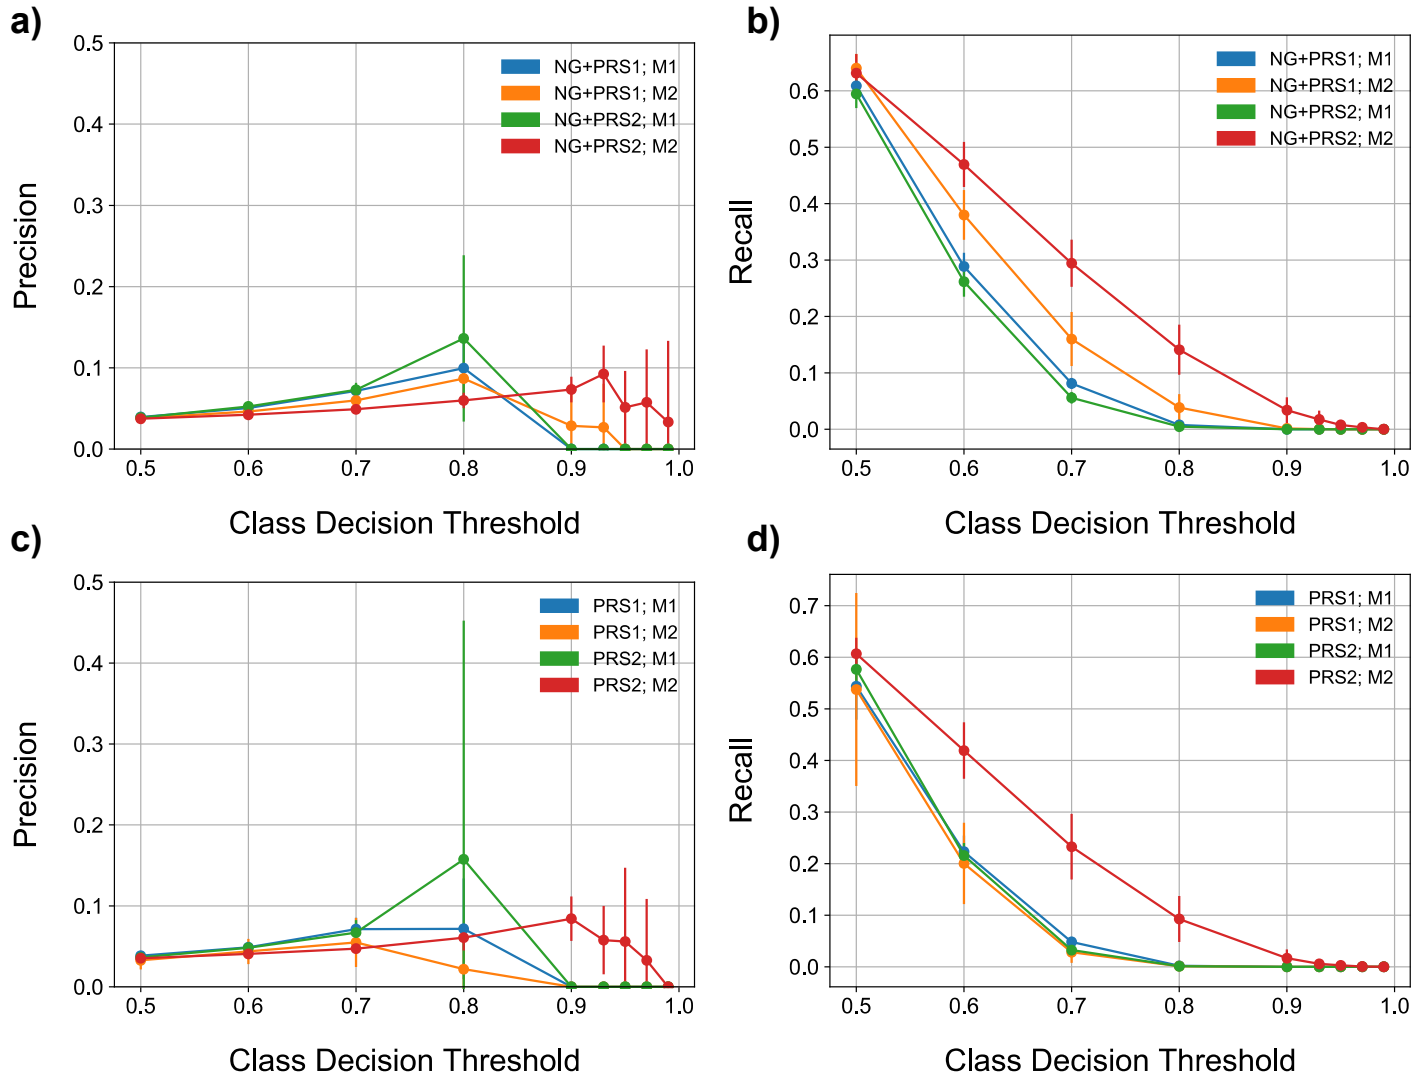 a)
0.5
0.4
0.3
0.2
0.1
0.0
Precision
NG+PRS1; M1
NG+PRS1; M2
NG+PRS2; M1
NG+PRS2; M2
0.5 0.6 0.7 0.8 0.9 1.0
Class Decision Threshold
b)
0.6
0.5
0.4
0.3
0.2
0.1
0.0
Recall
NG+PRS1; M1
NG+PRS1; M2
NG+PRS2; M1
NG+PRS2; M2
0.5 0.6 0.7 0.8 0.9 1.0
Class Decision Threshold
c)
0.5
0.4
0.3
0.2
0.1
0.0
Precision
PRS1; M1
PRS1; M2
PRS2; M1
PRS2; M2
0.5 0.6 0.7 0.8 0.9 1.0
Class Decision Threshold
d)
0.7
0.6
0.5
0.4
0.3
0.2
0.1
0.0
Recall
PRS1; M1
PRS1; M2
PRS2; M1
PRS2; M2
0.5 0.6 0.7 0.8 0.9 1.0
Class Decision Threshold